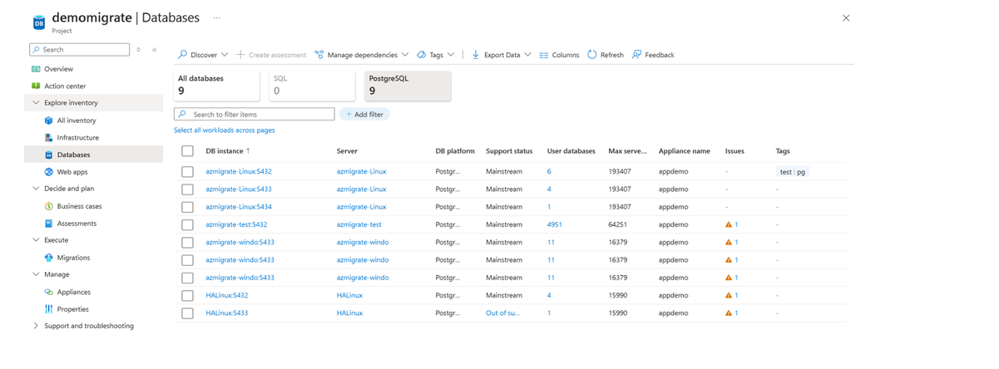 demomigrate | Databases ...
Project
Search
Overview
Action center
Explore inventory
All inventory
Infrastructure
Databases
Web apps
Decide and plan
Business cases
Assessments
Execute
Migrations
Manage
Appliances
Properties
Support and troubleshooting
Discover Create assessment Manage dependencies Tags Export Data Columns Refresh Feedback
All databases SQL PostgreSQL
9 0 9
Search to filter items Add filter
Select all workloads across pages
DB instance ↑ Server DB platform Support status User databases Max serve... Appliance name Issues Tags
azmigrate-Linux:5432 azmigrate-Linux Postgr... Mainstream 6 193407 appdemo - test : pg
azmigrate-Linux:5433 azmigrate-Linux Postgr... Mainstream 4 193407 appdemo - -
azmigrate-Linux:5434 azmigrate-Linux Postgr... Mainstream 1 193407 appdemo - -
azmigrate-test:5432 azmigrate-test Postgr... Mainstream 4951 64251 appdemo 1 -
azmigrate-windo:5433 azmigrate-windo Postgr... Mainstream 11 16379 appdemo 1 -
azmigrate-windo:5433 azmigrate-windo Postgr... Mainstream 11 16379 appdemo 1 -
azmigrate-windo:5433 azmigrate-windo Postgr... Mainstream 11 16379 appdemo 1 -
HALinux:5432 HALinux Postgr... Mainstream 4 15990 appdemo 1 -
HALinux:5433 HALinux Postgr... Out of su... 1 15990 appdemo 1 -